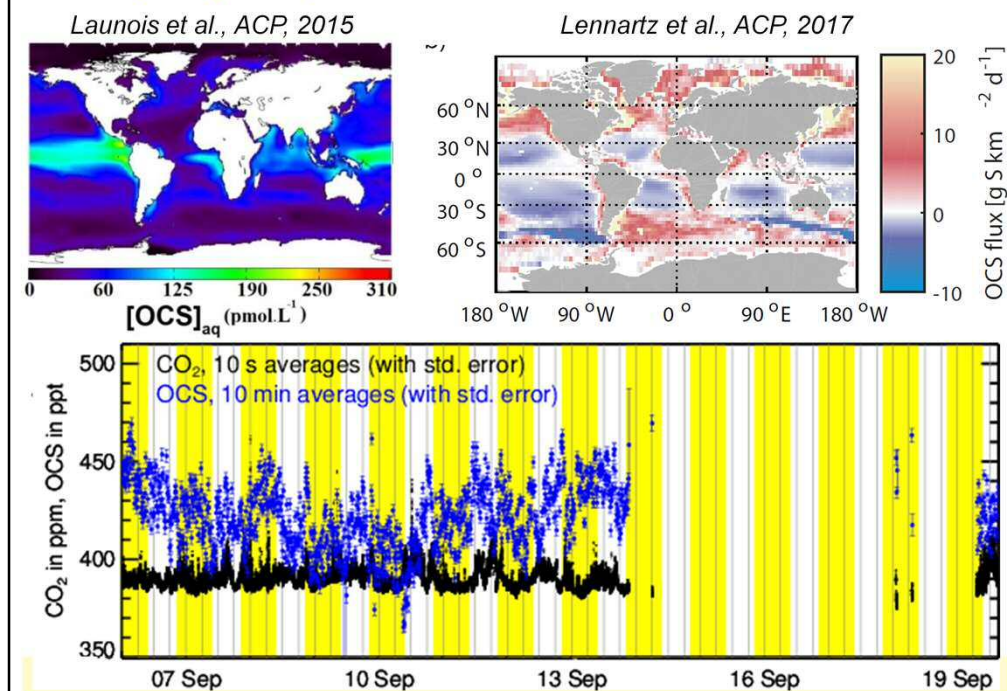 Launois et al., ACP, 2015
Lennartz et al., ACP, 2017
0 60 125 175 250 310
[OCS]aq (pmol.L-1)
60 °N
30 °N
0 °
30 °S
60 °S
180 °W 90 °W 0 ° 90 °E 180 °W
20
10
0
-10
OCS flux [g S km-2 d-1]
CO2, 10 s averages (with std. error)
OCS, 10 min averages (with std. error)
CO2 in ppm, OCS in ppt
500
450
400
350
07 Sep 10 Sep 13 Sep 16 Sep 19 Sep